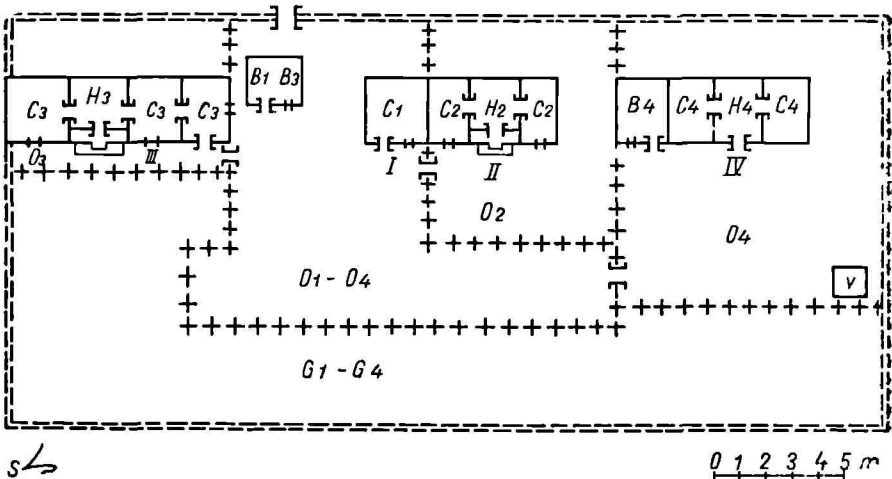 B1 B3
C3 H3 C3 C3 C1 C2 H2 C2 B4 C4 H4 C4
O3 III I II IV
O2 O4
O1 - O4 V
G1 - G4
S 0 1 2 3 4 5 m